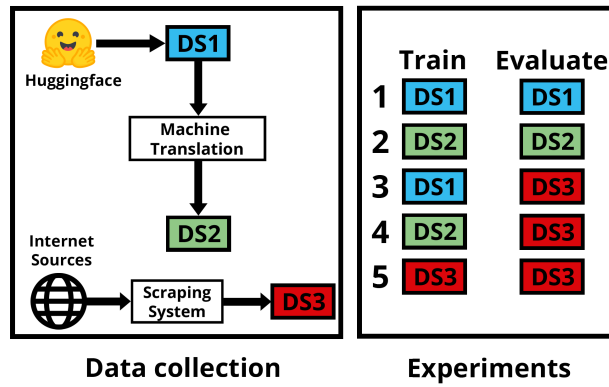 Huggingface
DS1
Machine
Translation
DS2
Internet
Sources
Scraping
System
DS3
Data collection
Train Evaluate
1 DS1 DS1
2 DS2 DS2
3 DS1 DS3
4 DS2 DS3
5 DS3 DS3
Experiments